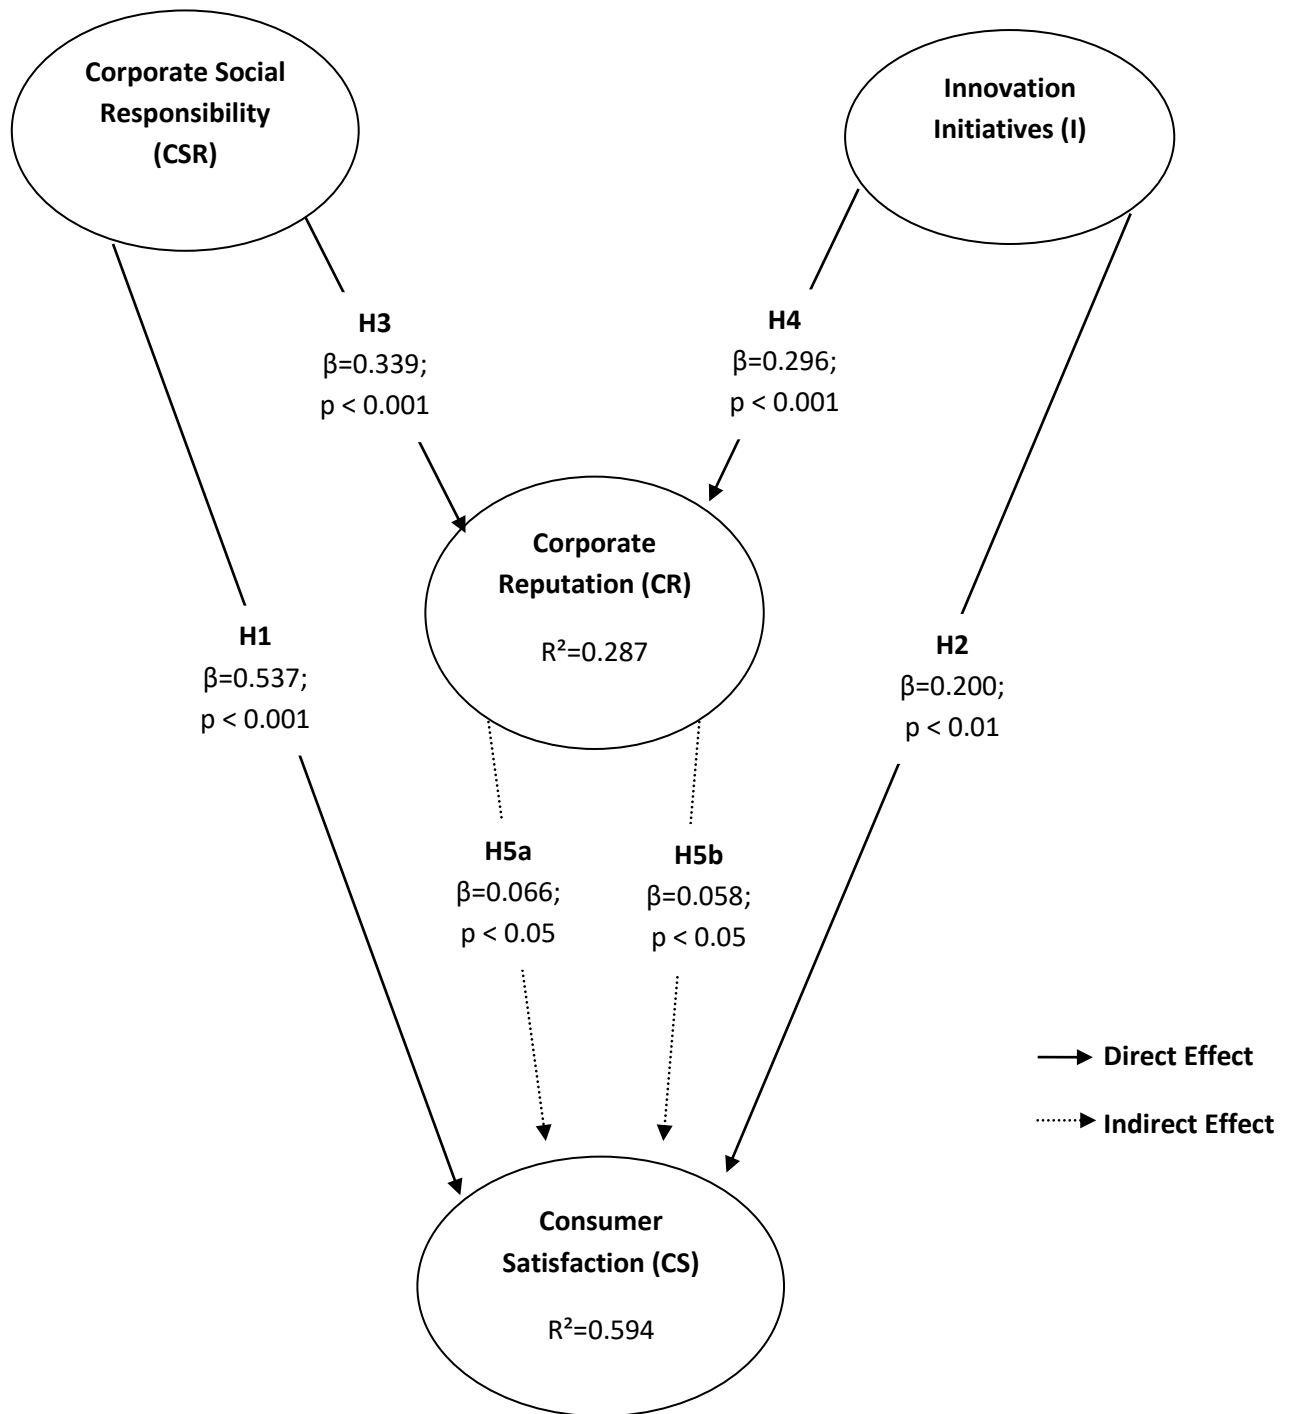 Corporate Social
Responsibility
(CSR)
Innovation
Initiatives (I)
H3
β=0.339;
p < 0.001
H4
β=0.296;
p < 0.001
Corporate
Reputation (CR)
R²=0.287
H1
β=0.537;
p < 0.001
H2
β=0.200;
p < 0.01
H5a
β=0.066;
p < 0.05
H5b
β=0.058;
p < 0.05
Direct Effect
Indirect Effect
Consumer
Satisfaction (CS)
R²=0.594